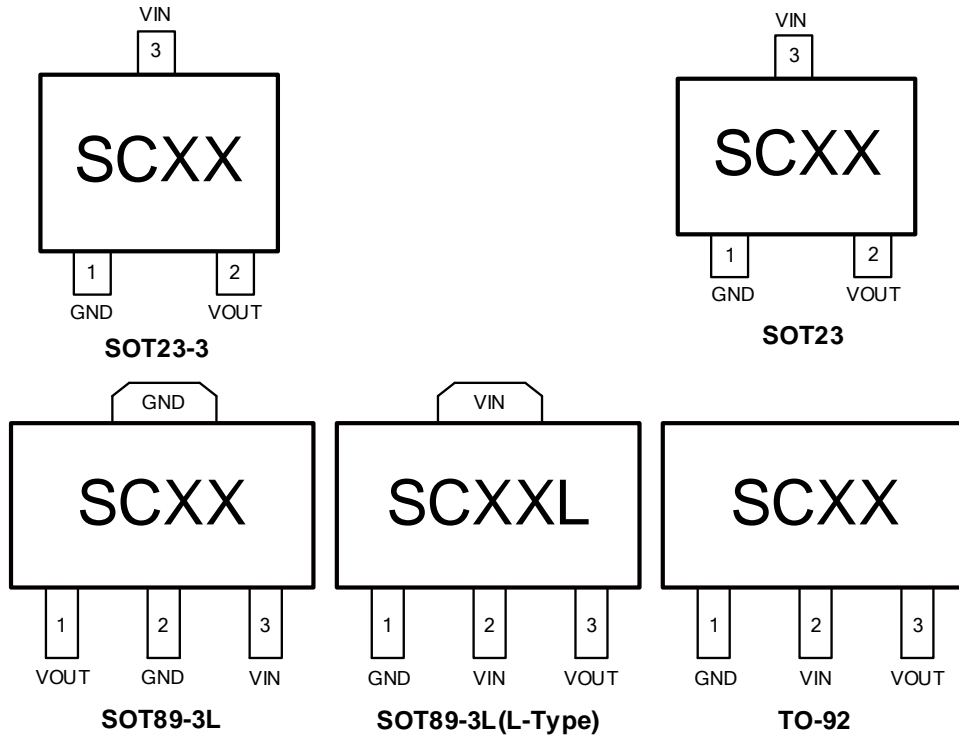 VIN
3
SCXX
1
2
GND
VOUT
SOT23-3
VIN
3
SCXX
1
2
GND
VOUT
SOT23
GND
SCXX
1
2
3
VOUT
GND
VIN
SOT89-3L
VIN
SCXXL
1
2
3
GND
VIN
VOUT
SOT89-3L(L-Type)
SCXX
1
2
3
GND
VIN
VOUT
TO-92